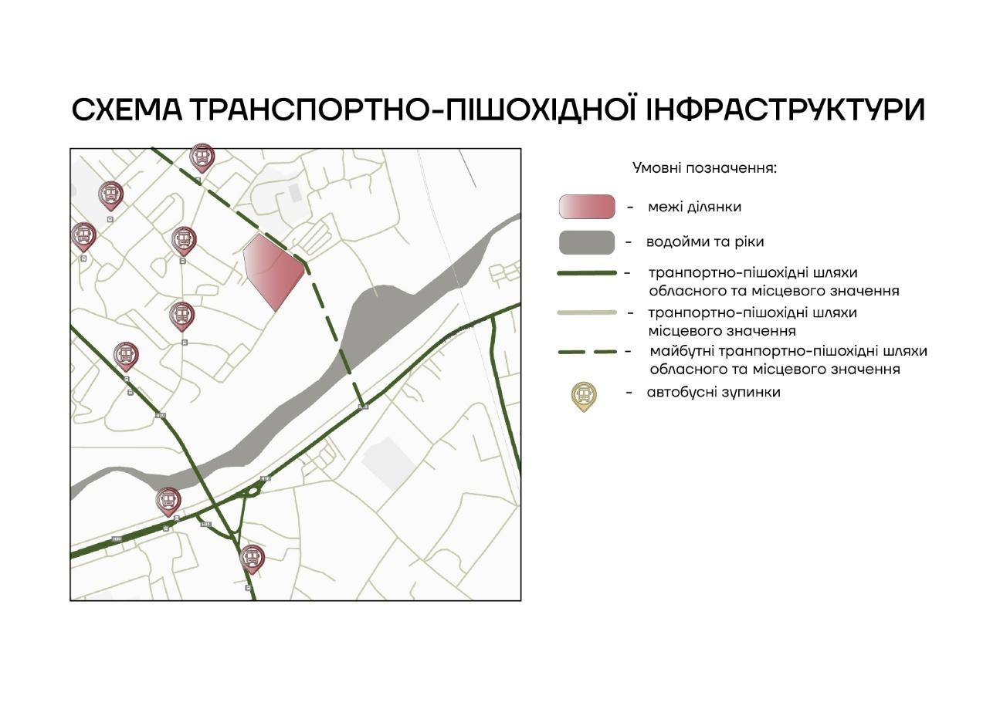 СХЕМА ТРАНСПОРТНО-ПІШОХІДНОЇ ІНФРАСТРУКТУРИ
Умовні позначення:
- межі ділянки
- водойми та ріки
- транпортно-пішохідні шляхи
обласного та місцевого значення
- транпортно-пішохідні шляхи
місцевого значення
- майбутні транпортно-пішохідні шляхи
обласного та місцевого значення
- автобусні зупинки